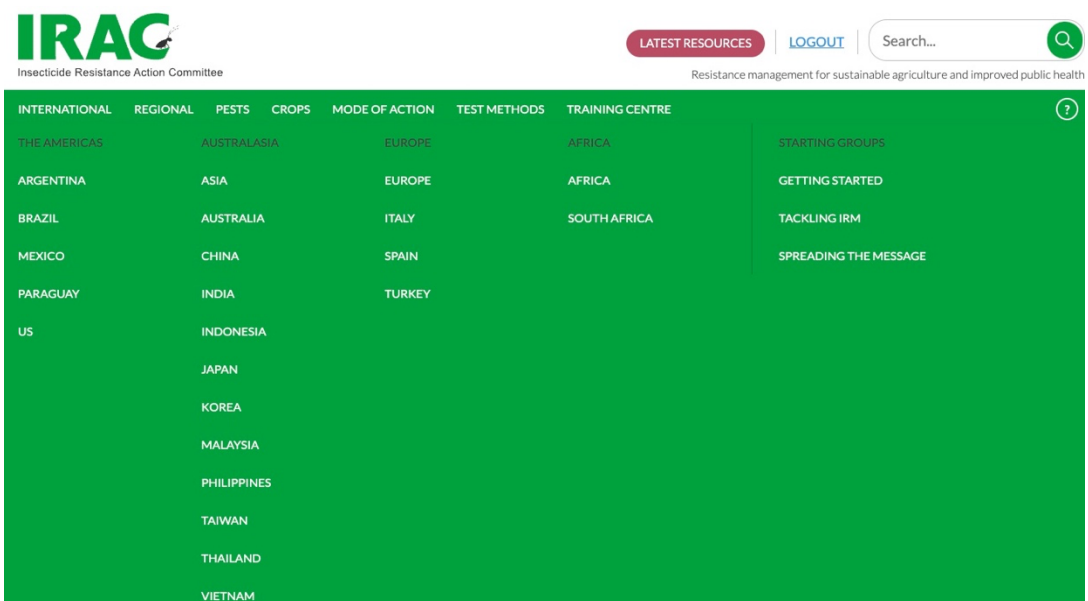 IRAC
Insecticide Resistance Action Committee
LATEST RESOURCES
LOGOUT
Search...
Resistance management for sustainable agriculture and improved public health
INTERNATIONAL REGIONAL PESTS CROPS MODE OF ACTION TEST METHODS TRAINING CENTRE ?
THE AMERICAS
ARGENTINA
BRAZIL
MEXICO
PARAGUAY
US
AUSTRALASIA
ASIA
AUSTRALIA
CHINA
INDIA
INDONESIA
JAPAN
KOREA
MALAYSIA
PHILIPPINES
TAIWAN
THAILAND
VIETNAM
EUROPE
EUROPE
ITALY
SPAIN
TURKEY
AFRICA
AFRICA
SOUTH AFRICA
STARTING GROUPS
GETTING STARTED
TACKLING IRM
SPREADING THE MESSAGE